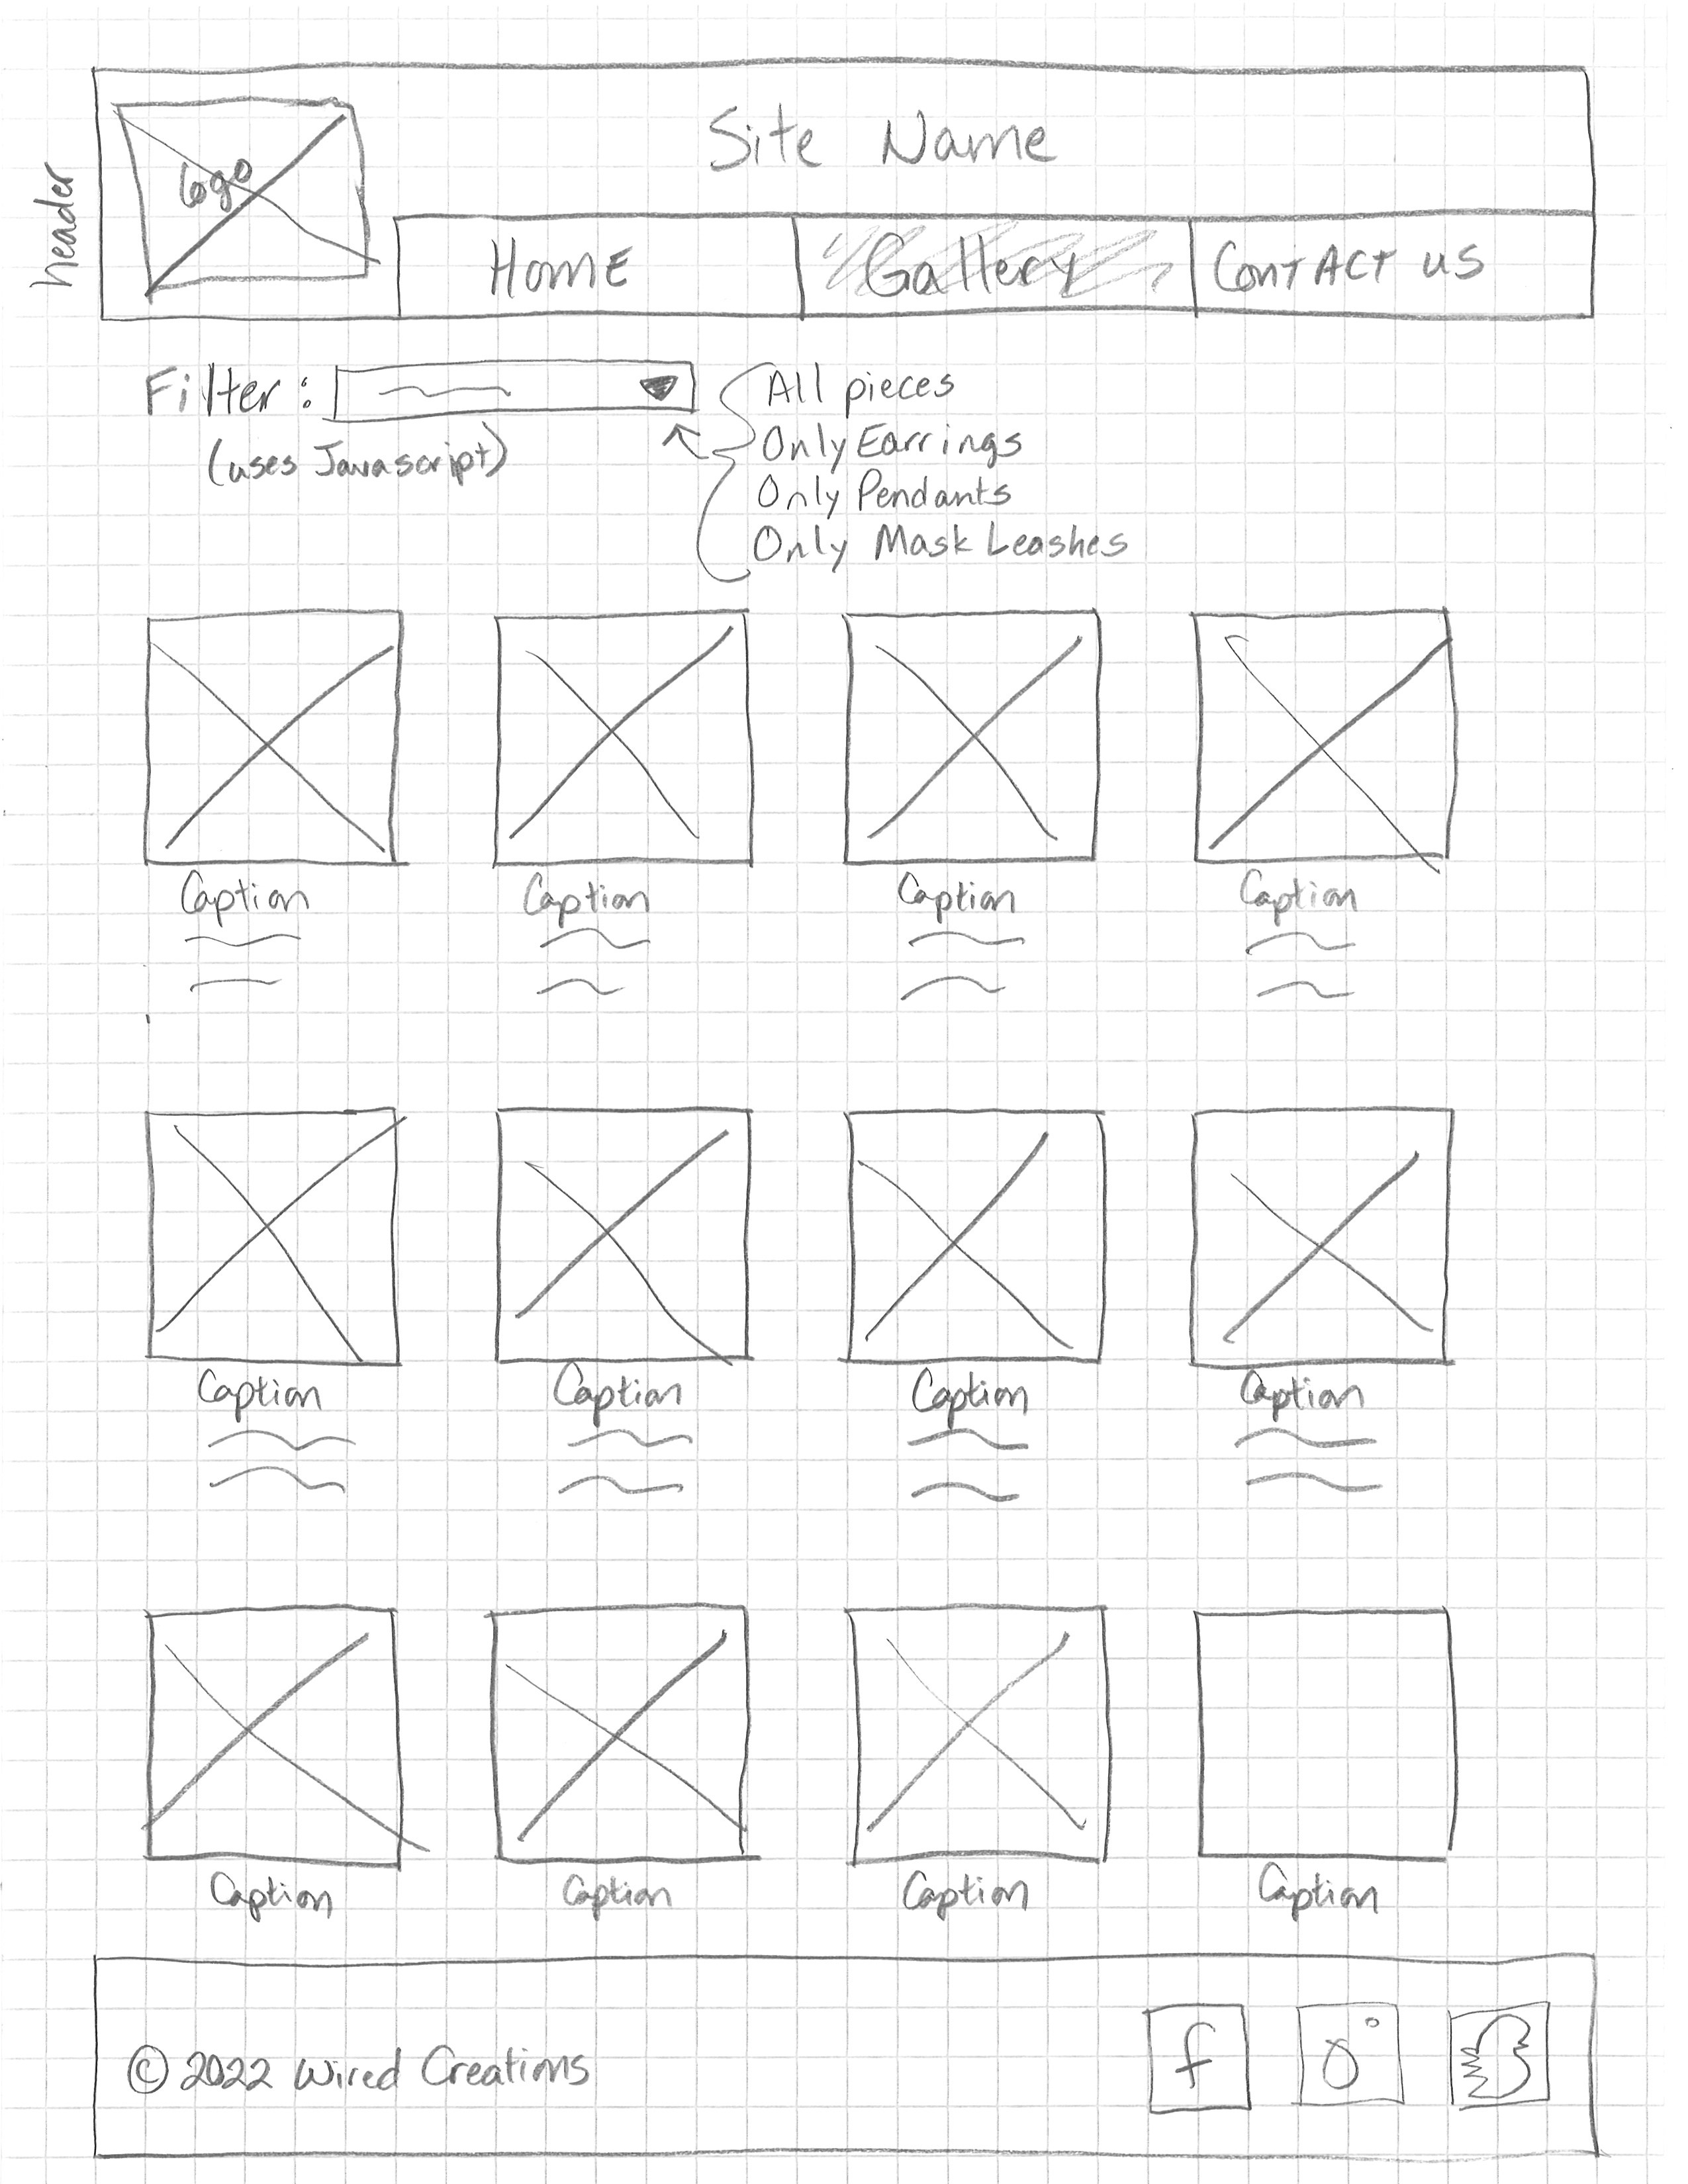 Site Name
header
Logo
Home Gallery Contact us
Filter:
(uses Javascript)
All pieces
Only Earrings
Only Pendants
Only Mask Leashes
Caption Caption Caption Caption
Caption Caption Caption Caption
Caption Caption Caption Caption
© 2022 Wired Creations
f